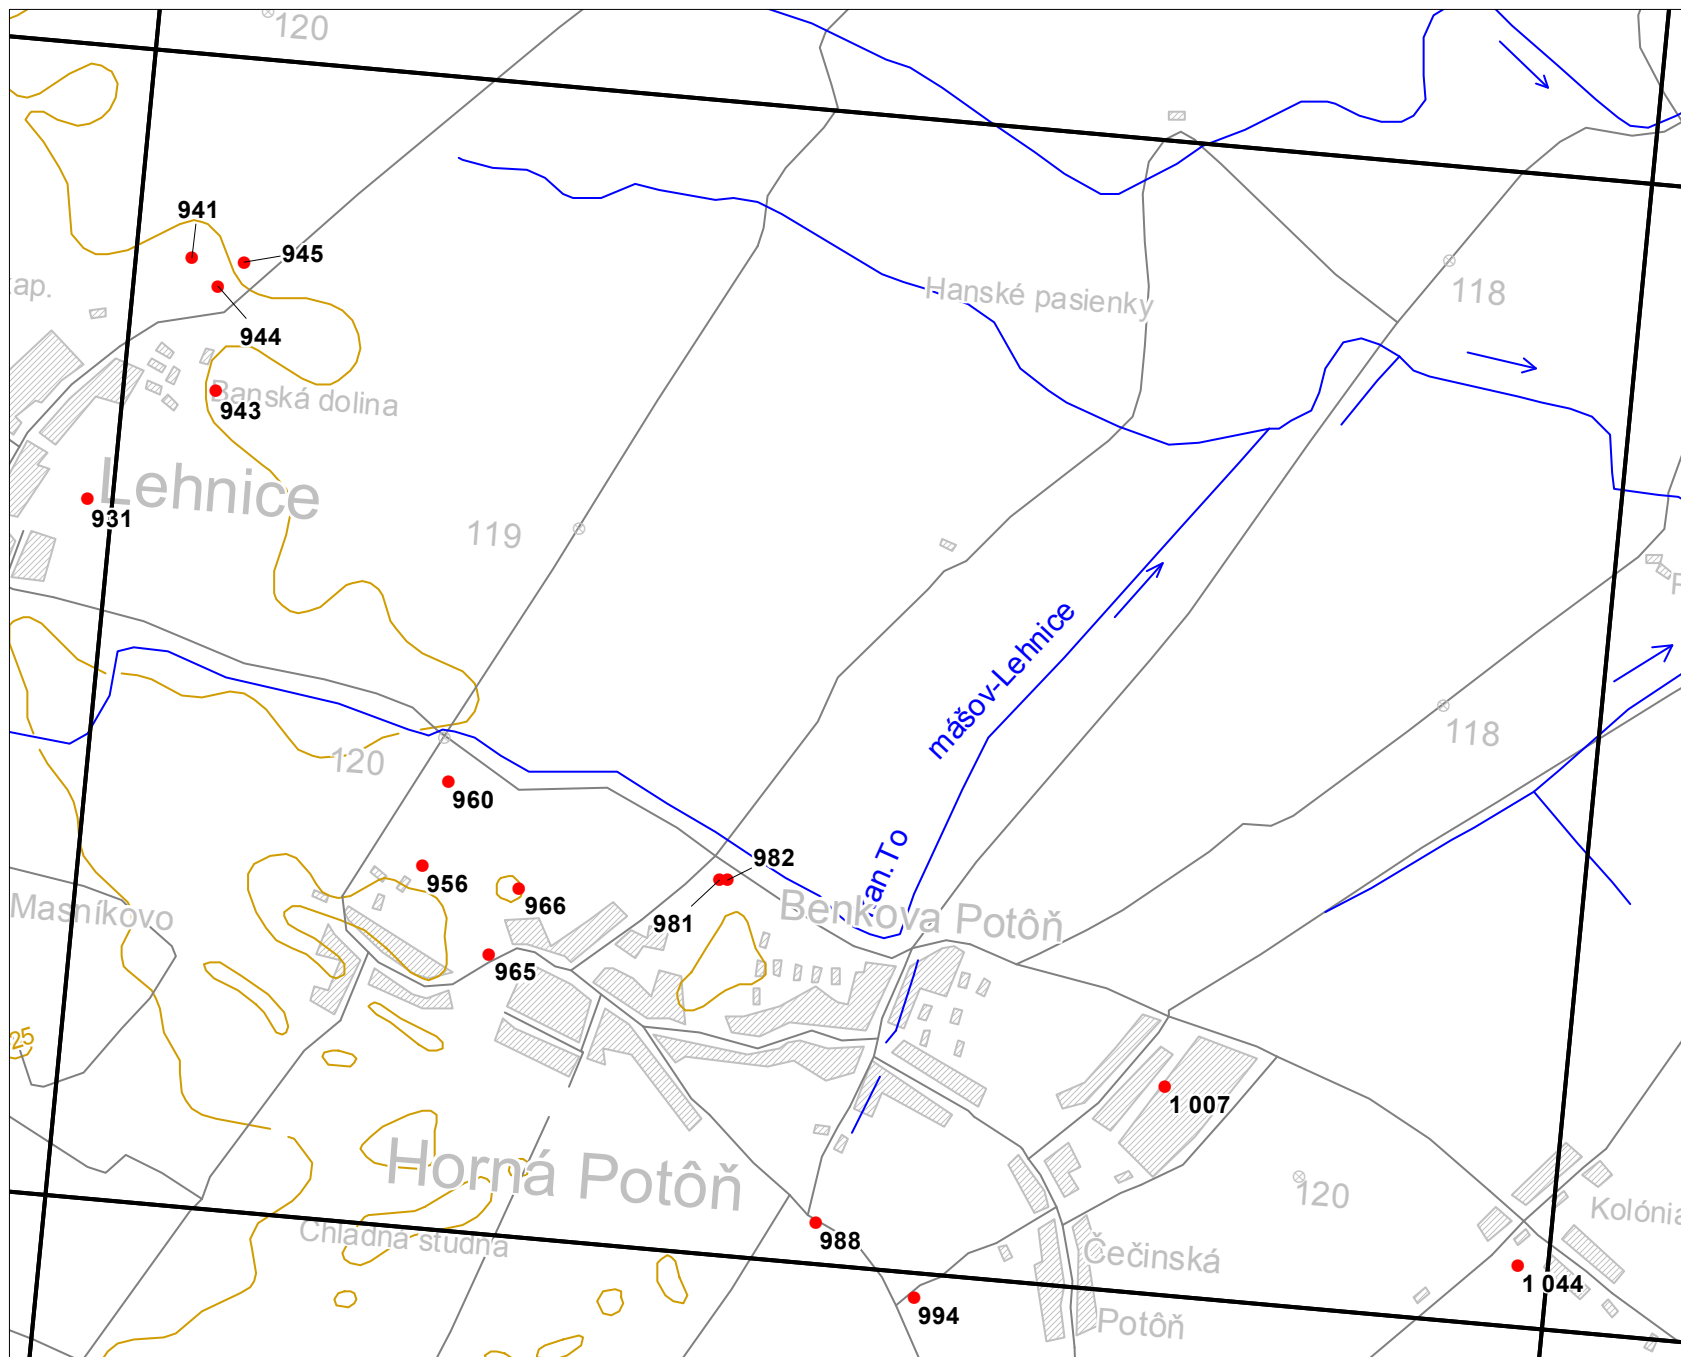 120
941
945
ap.
944
Hanské pasienky
118
Banská dolina
943
Lehnice
931
119
mášov-Lehnice
118
120
960
an.To
956
982
966
981
Masníkovo
Benkova Potôň
965
25
1 007
Horná Potôň
120
Kolónia
Chladná studňa
988
Čečinská
Potôň
1 044
994